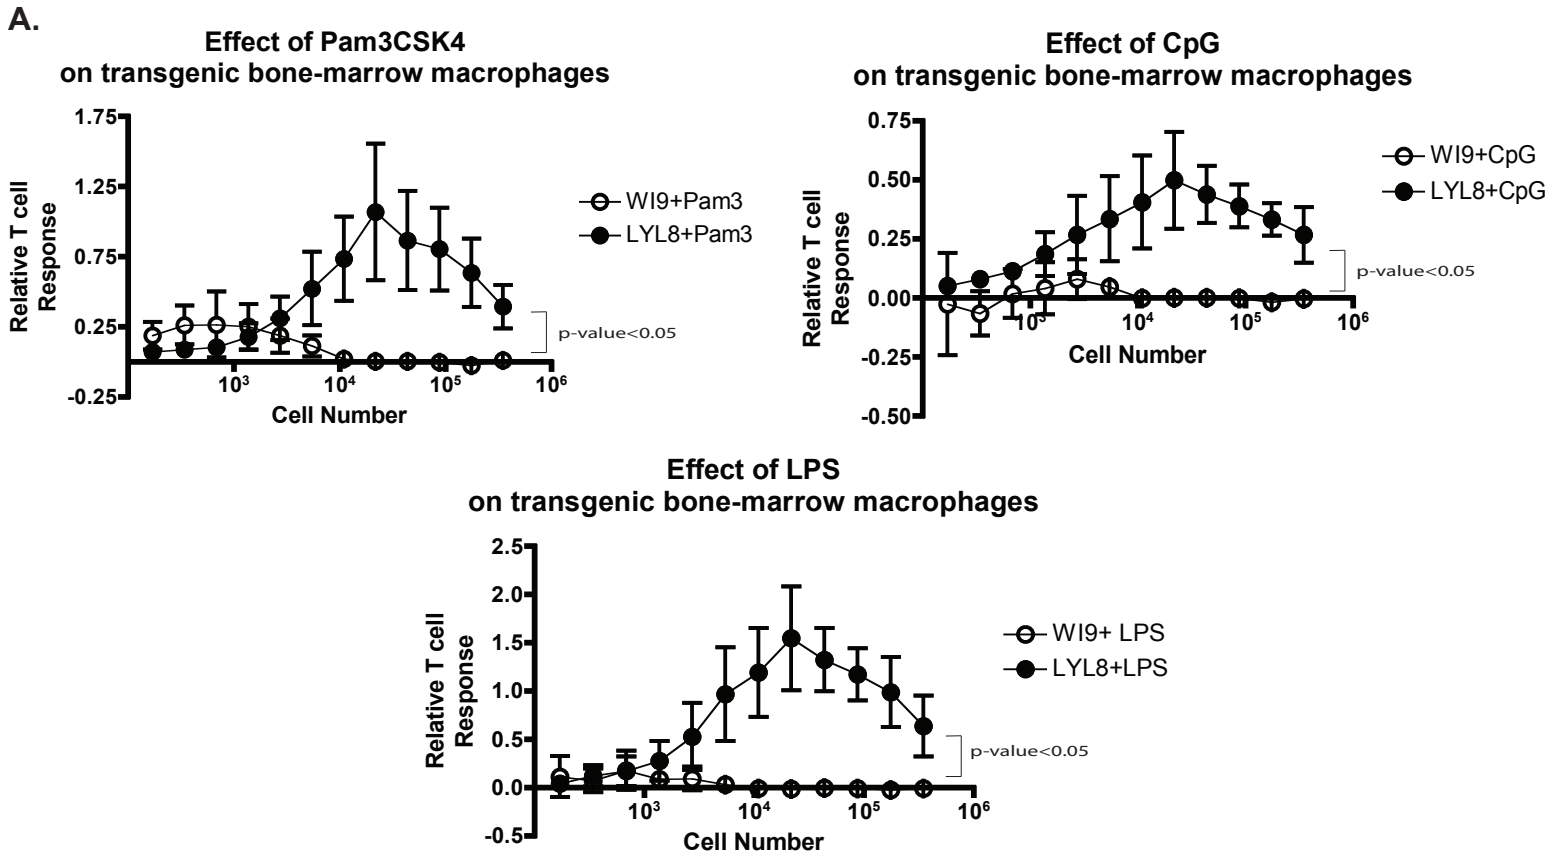 A.
Effect of Pam3CSK4
on transgenic bone-marrow macrophages
1.75
1.25
0.75
0.25
-0.25
Relative T cell
Response
10³ 10⁴ 10⁵ 10⁶
Cell Number
WI9+Pam3
LYL8+Pam3
p-value<0.05
Effect of CpG
on transgenic bone-marrow macrophages
0.75
0.50
0.25
0.00
-0.25
-0.50
Relative T cell
Response
10³ 10⁴ 10⁵ 10⁶
Cell Number
WI9+CpG
LYL8+CpG
p-value<0.05
Effect of LPS
on transgenic bone-marrow macrophages
2.5
2.0
1.5
1.0
0.5
0.0
-0.5
Relative T cell
Response
10³ 10⁴ 10⁵ 10⁶
Cell Number
WI9+ LPS
LYL8+LPS
p-value<0.05